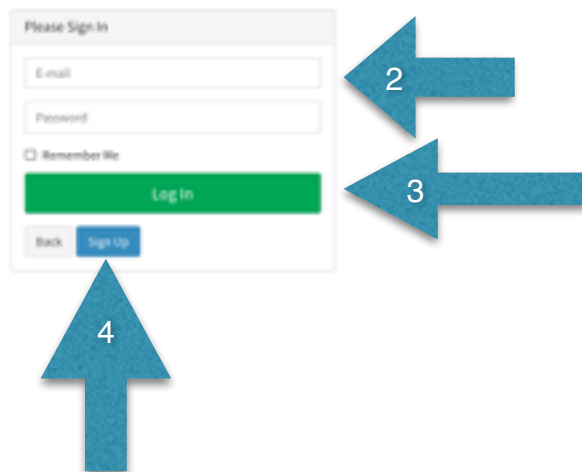 Please Sign In
E-mail
2
Password
Remember Me
3
Log In
Back Sign Up
4